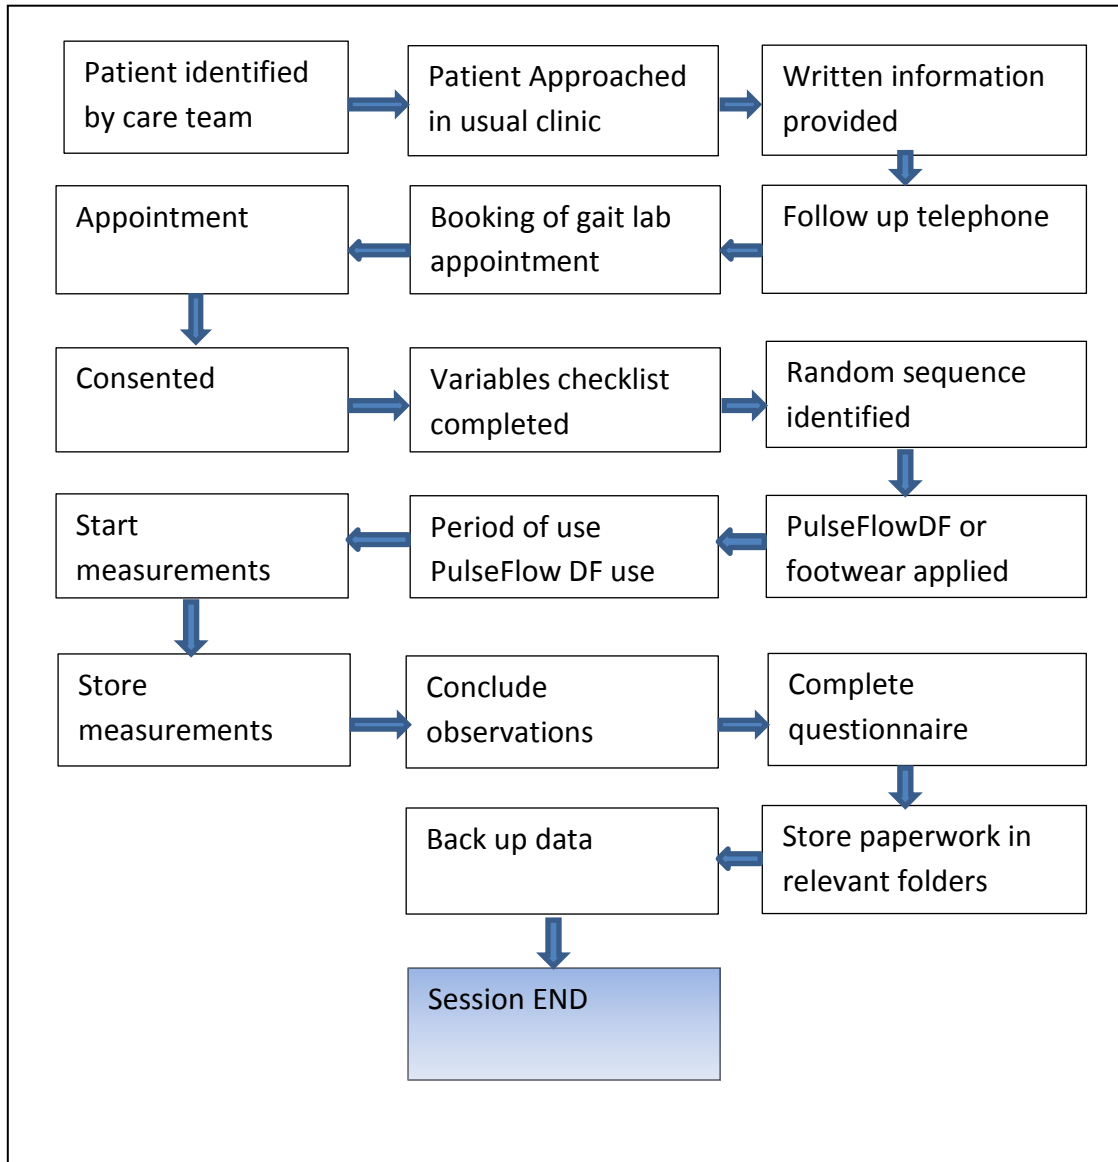 Patient identified
by care team
Patient Approached
in usual clinic
Written information
provided
Follow up telephone
Booking of gait lab
appointment
Appointment
Consented
Variables checklist
completed
Random sequence
identified
PulseFlowDF or
footwear applied
Period of use
PulseFlow DF use
Start
measurements
Store
measurements
Conclude
observations
Complete
questionnaire
Store paperwork in
relevant folders
Back up data
Session END